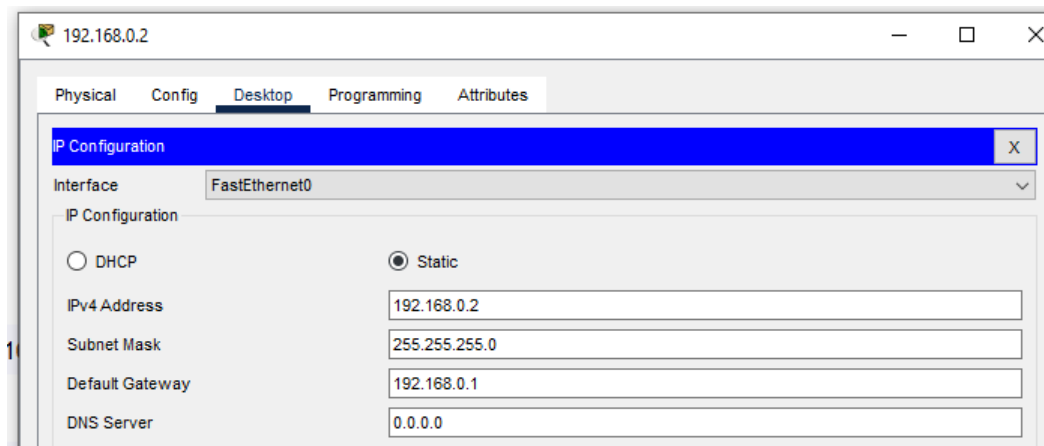 192.168.0.2
Physical Config Desktop Programming Attributes
IP Configuration X
Interface FastEthernet0
IP Configuration
DHCP Static
IPv4 Address 192.168.0.2
Subnet Mask 255.255.255.0
Default Gateway 192.168.0.1
DNS Server 0.0.0.0